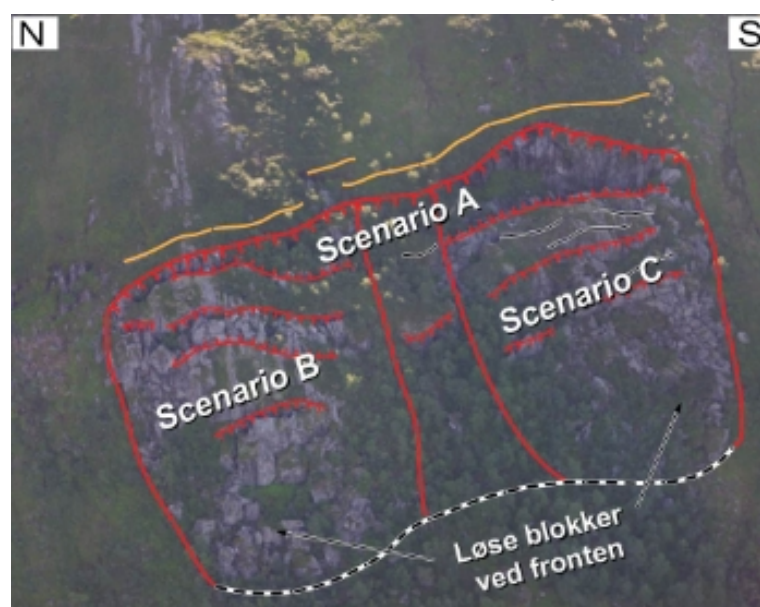 N
S
Scenario A
Scenario C
Scenario B
Løse blokker
ved fronten